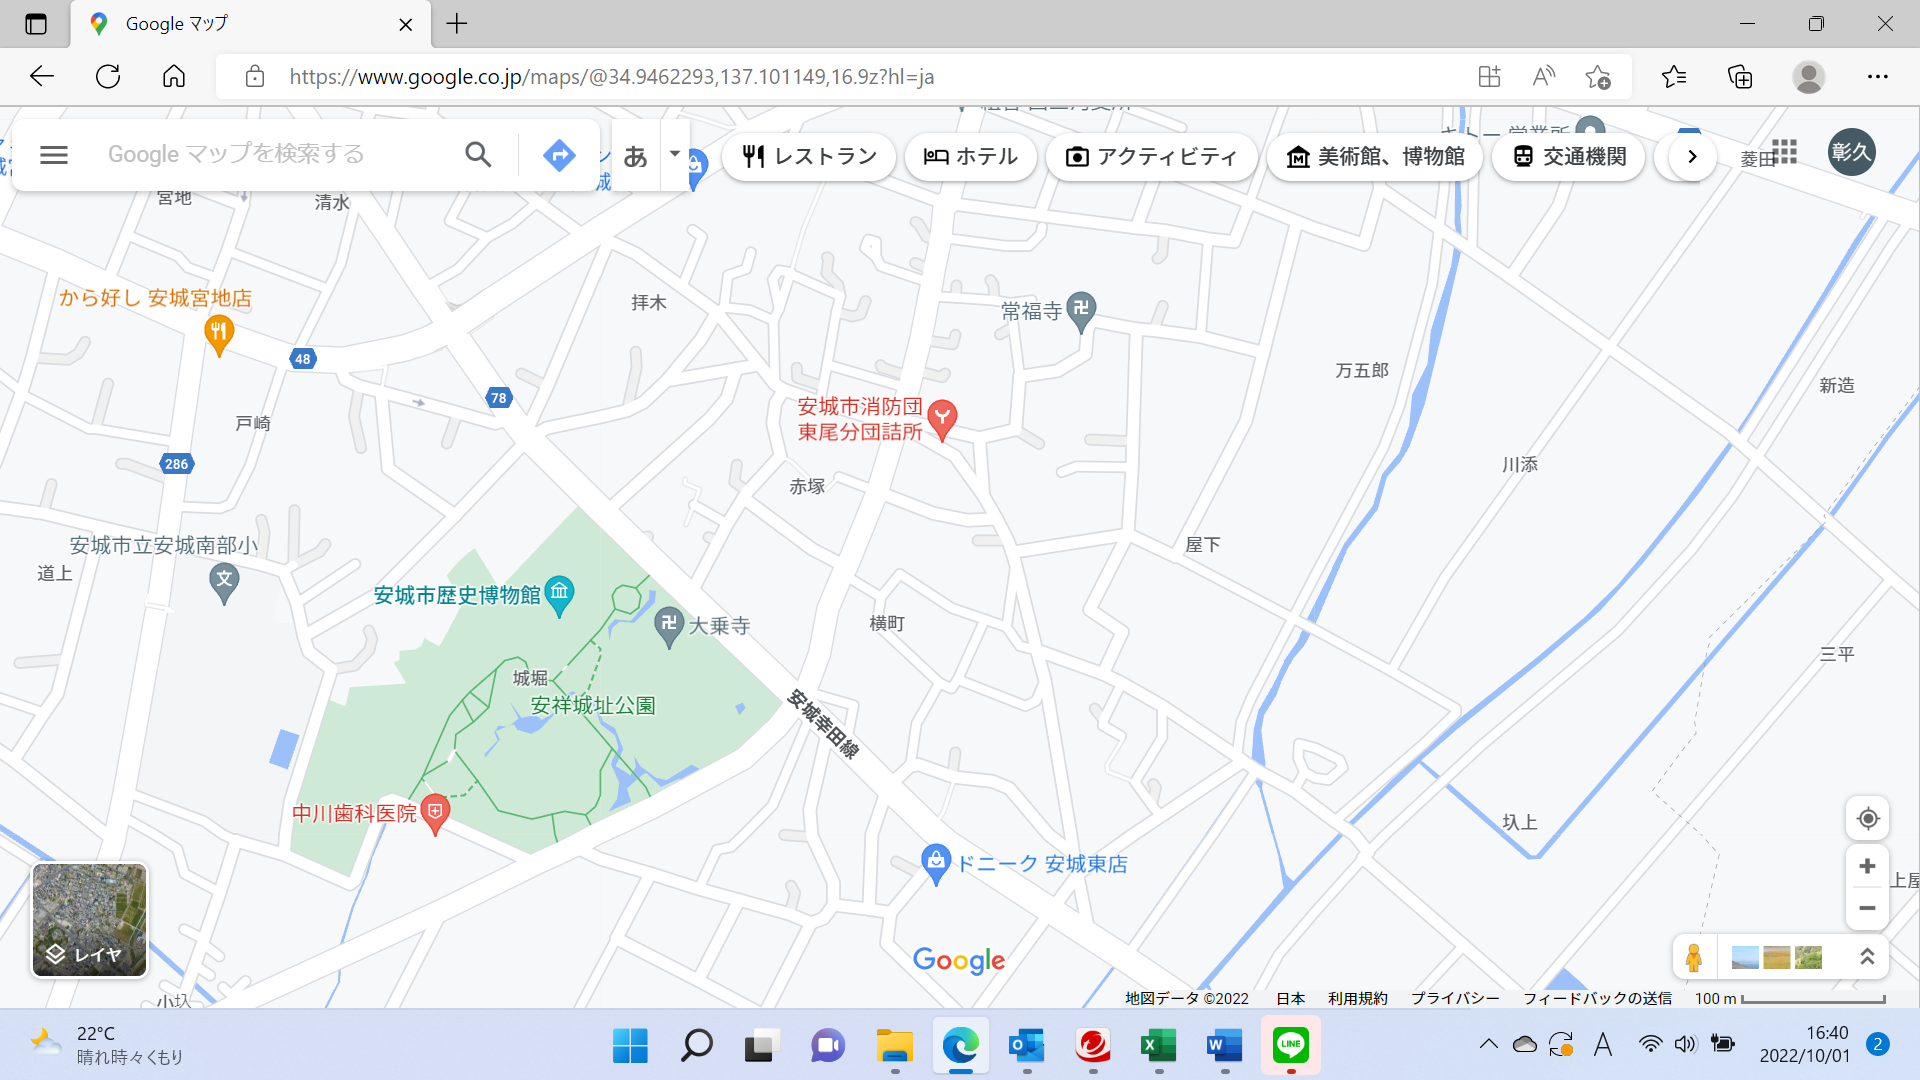 Google マップ
https://www.google.co.jp/maps/@34.9462293,137.101149,16.9z?hl=ja
Google マップを検索する
あ
レストラン
ホテル
アクティビティ
美術館、博物館
交通機関
菱田
彰久
宮地
清水
から好し 安城宮地店
拝木
常福寺
48
万五郎
78
新造
安城市消防団
東尾分団詰所
戸崎
286
川添
赤塚
安城市立安城南部小
文
道上
屋下
安城市歴史博物館
大乗寺
横町
三平
城堀
安祥城址公園
安城幸田線
中川歯科医院
圦上
ドニーク 安城東店
上屋
レイヤ
Google
小圦
地図データ ©2022
日本
利用規約
プライバシー
フィードバックの送信
100 m
22°C
晴れ時々くもり
LINE
A
16:40
2022/10/01
2